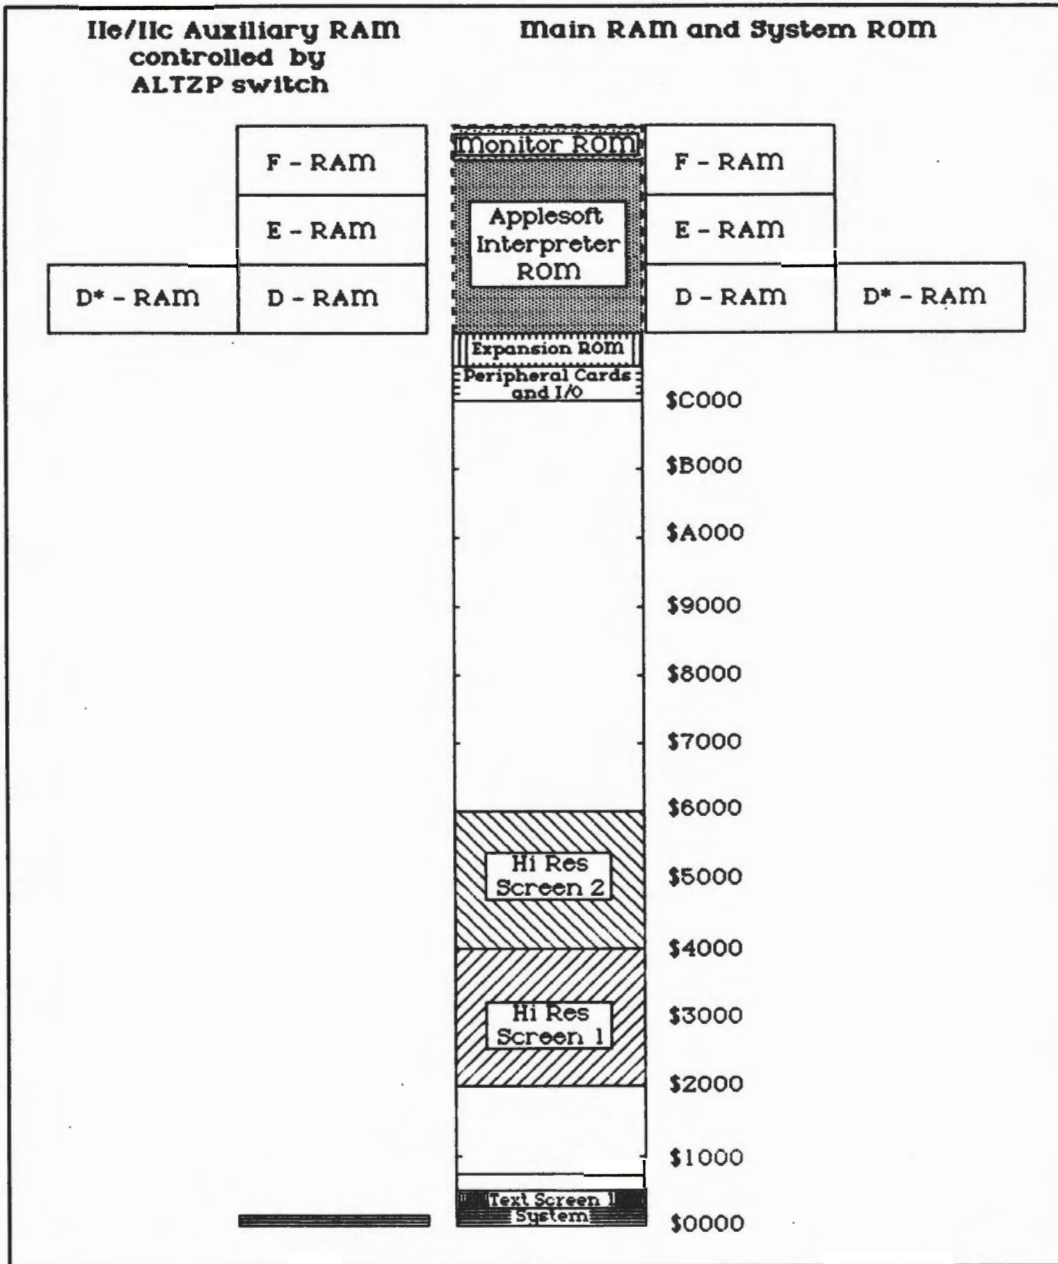 IIe/IIc Auxiliary RAM
controlled by
ALTZP switch
Main RAM and System ROM
F - RAM
Monitor ROM
F - RAM
E - RAM
Applesoft
Interpreter
ROM
E - RAM
D* - RAM
D - RAM
D - RAM
D* - RAM
Expansion ROM
Peripheral Cards
and I/O
$C000
$B000
$A000
$9000
$8000
$7000
$6000
Hi Res
Screen 2
$5000
$4000
Hi Res
Screen 1
$3000
$2000
$1000
Text Screen 1
System
$0000